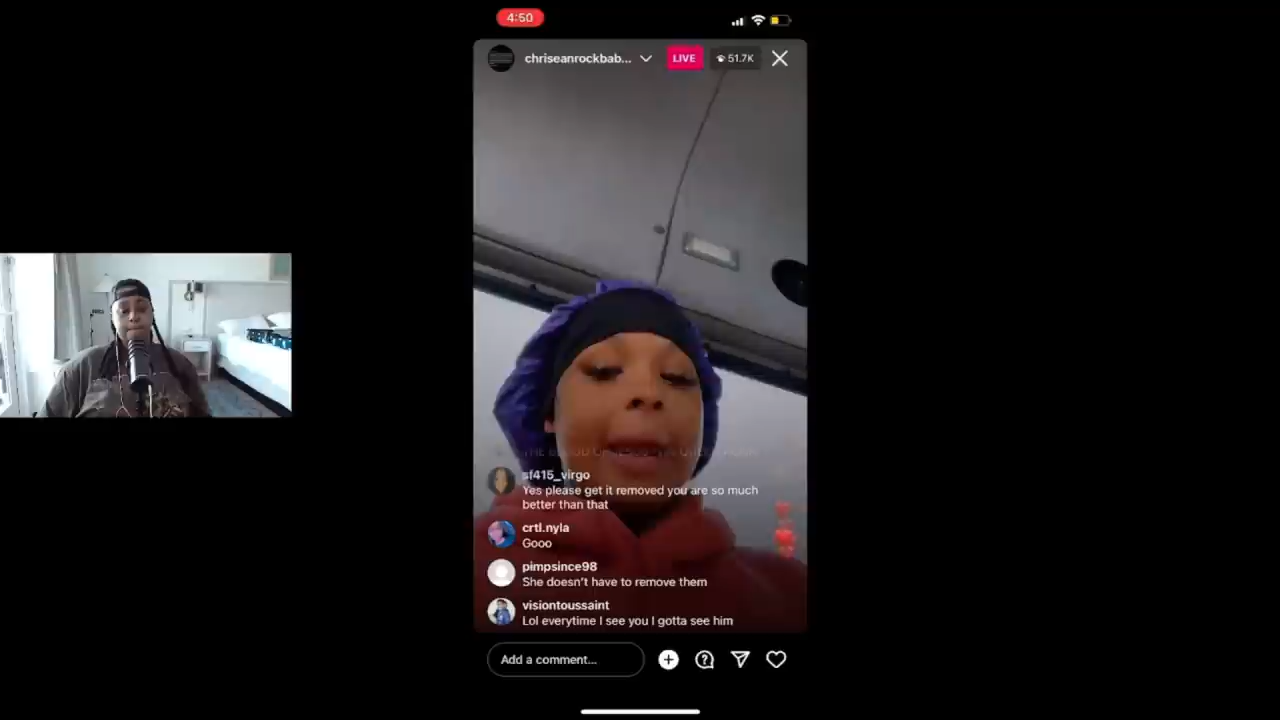 4:50
chriseanrockbab...
LIVE
51.7K
sf415_virgo
Yes please get it removed you are so much
better than that
crtl.nyla
Gooo
pimpsince98
She doesn't have to remove them
visiontoussaint
Lol everytime I see you I gotta see him
Add a comment...